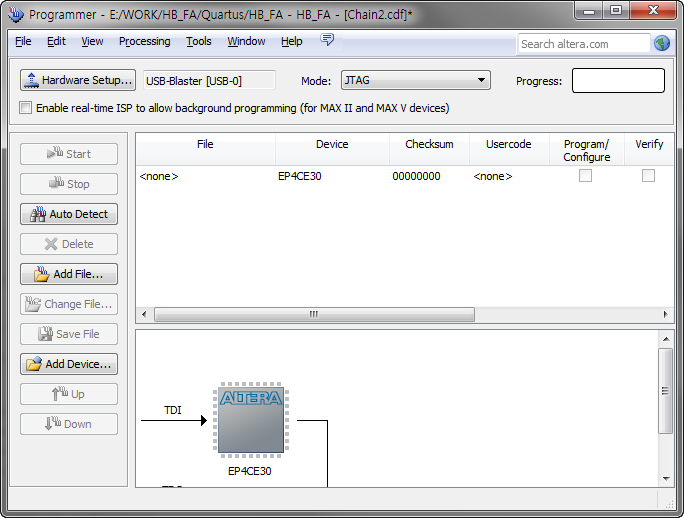 Programmer - E:/WORK/HB_FA/Quartus/HB_FA - HB_FA - [Chain2.cdf]*
File Edit View Processing Tools Window Help
Search altera.com
Hardware Setup... USB-Blaster [USB-0] Mode: JTAG Progress:
Enable real-time ISP to allow background programming (for MAX II and MAX V devices)
Start
Stop
Auto Detect
Delete
Add File...
Change File...
Save File
Add Device...
Up
Down
File Device Checksum Usercode Program/
Configure Verify
<none> EP4CE30 00000000 <none>
TDI
ALTERA
EP4CE30